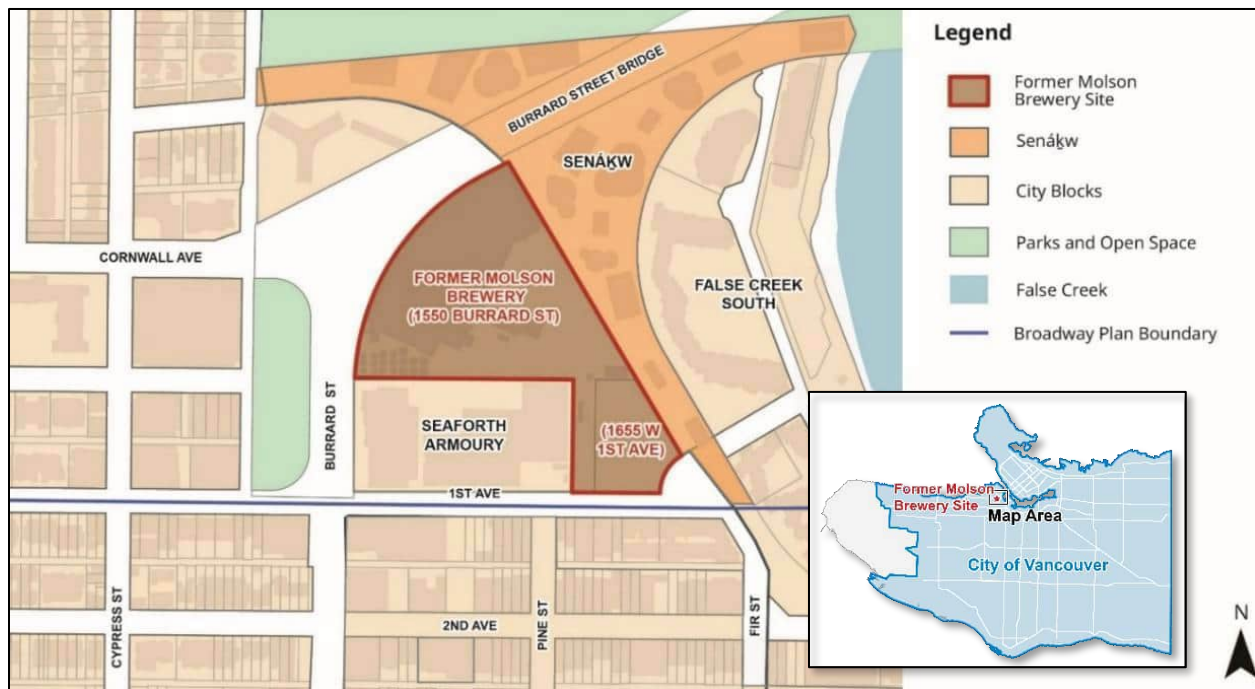 BURRARD STREET BRIDGE
SENÁḴW
CORNWALL AVE
FORMER MOLSON
BREWERY
(1550 BURRARD ST)
FALSE CREEK
SOUTH
BURRARD ST
SEAFORTH
ARMOURY
(1655 W
1ST AVE)
1ST AVE
CYPRESS ST
2ND AVE
PINE ST
FIR ST
Legend
Former Molson
Brewery Site
Senáḵw
City Blocks
Parks and Open Space
False Creek
Broadway Plan Boundary
Former Molson
Brewery Site
Map Area
City of Vancouver
N